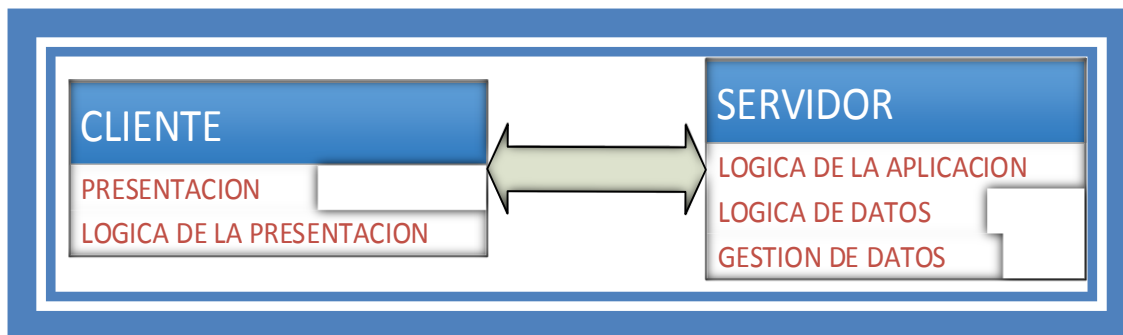 CLIENTE
PRESENTACION
LOGICA DE LA PRESENTACION
SERVIDOR
LOGICA DE LA APLICACION
LOGICA DE DATOS
GESTION DE DATOS